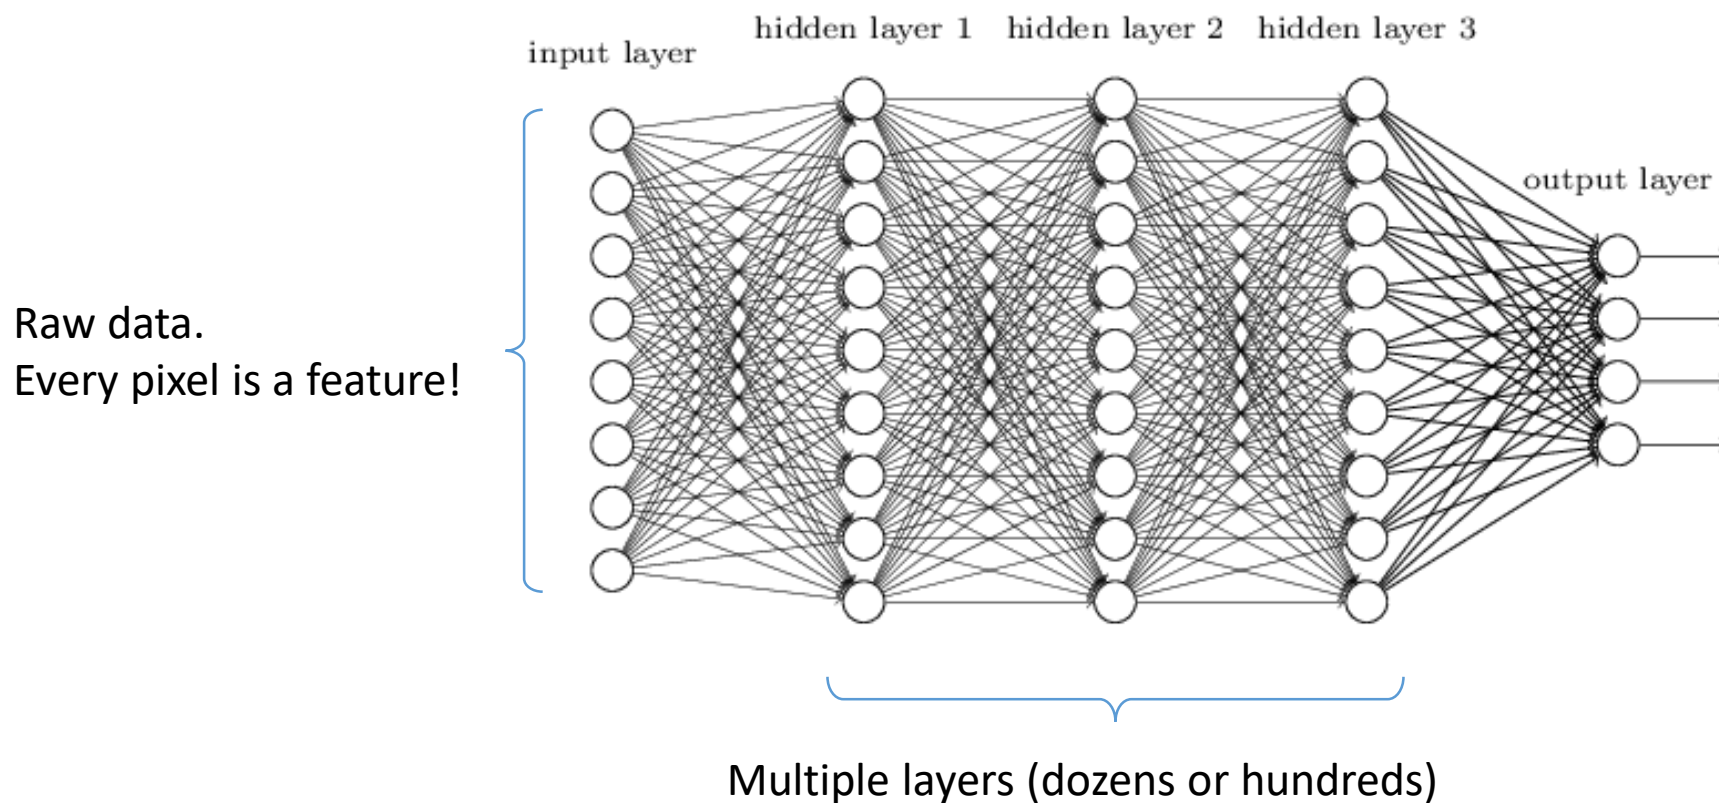 hidden layer 1 hidden layer 2 hidden layer 3
input layer
output layer
Raw data.
Every pixel is a feature!
Multiple layers (dozens or hundreds)